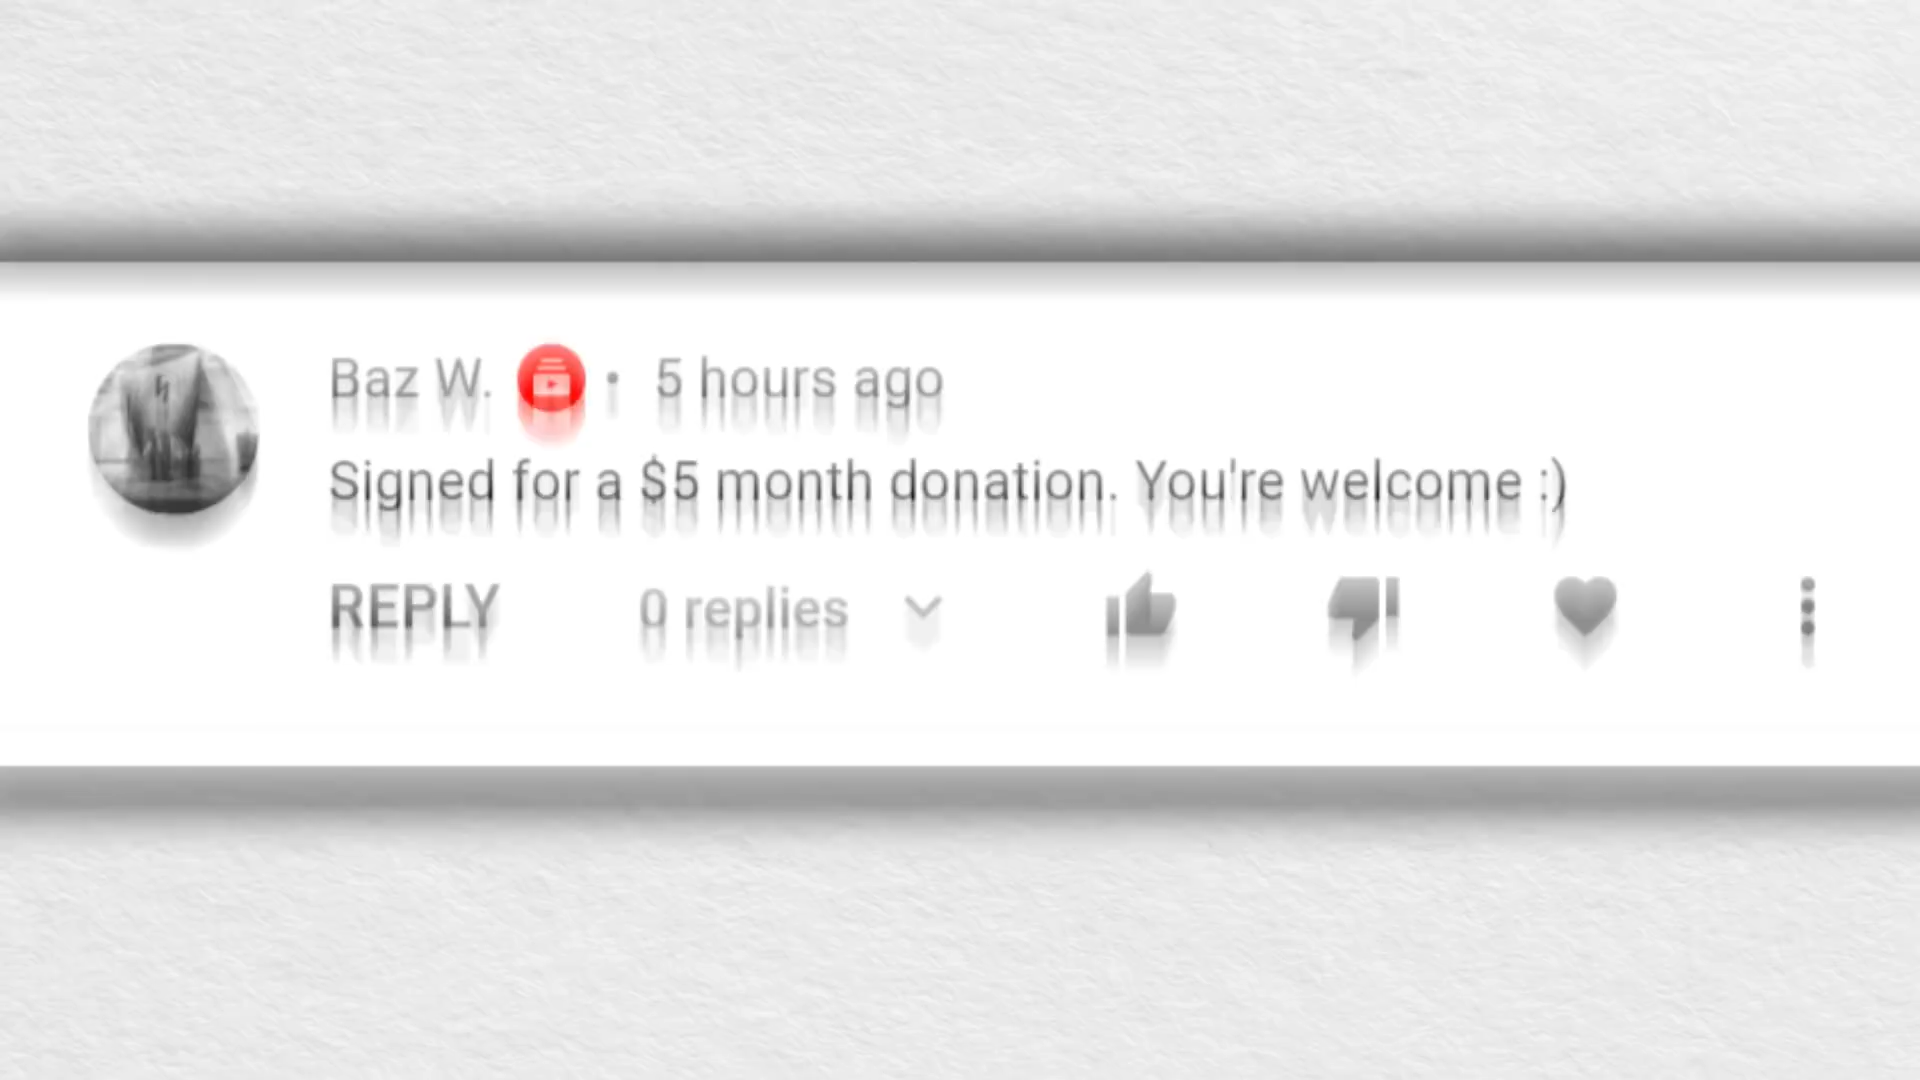 Baz W. • 5 hours ago
Signed for a $5 month donation. You're welcome :)
REPLY 0 replies